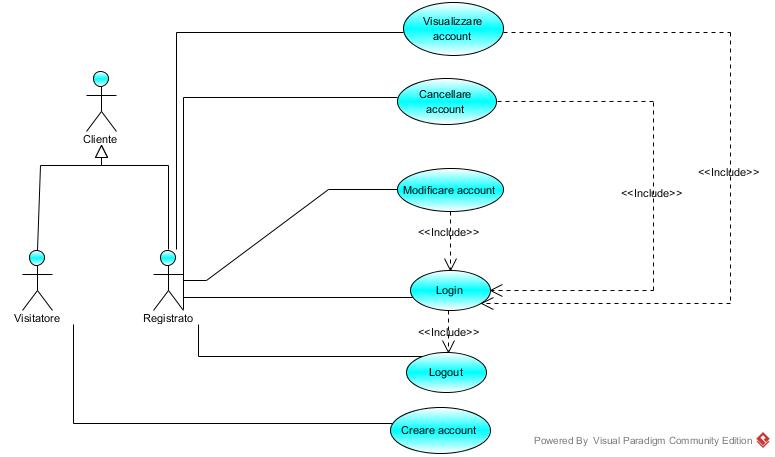 Visualizzare
account
Cancellare
account
Cliente
<<Include>>
Modificare account
<<Include>>
<<Include>>
Login
Visitatore
Registrato
<<Include>>
Logout
Creare account
Powered By Visual Paradigm Community Edition